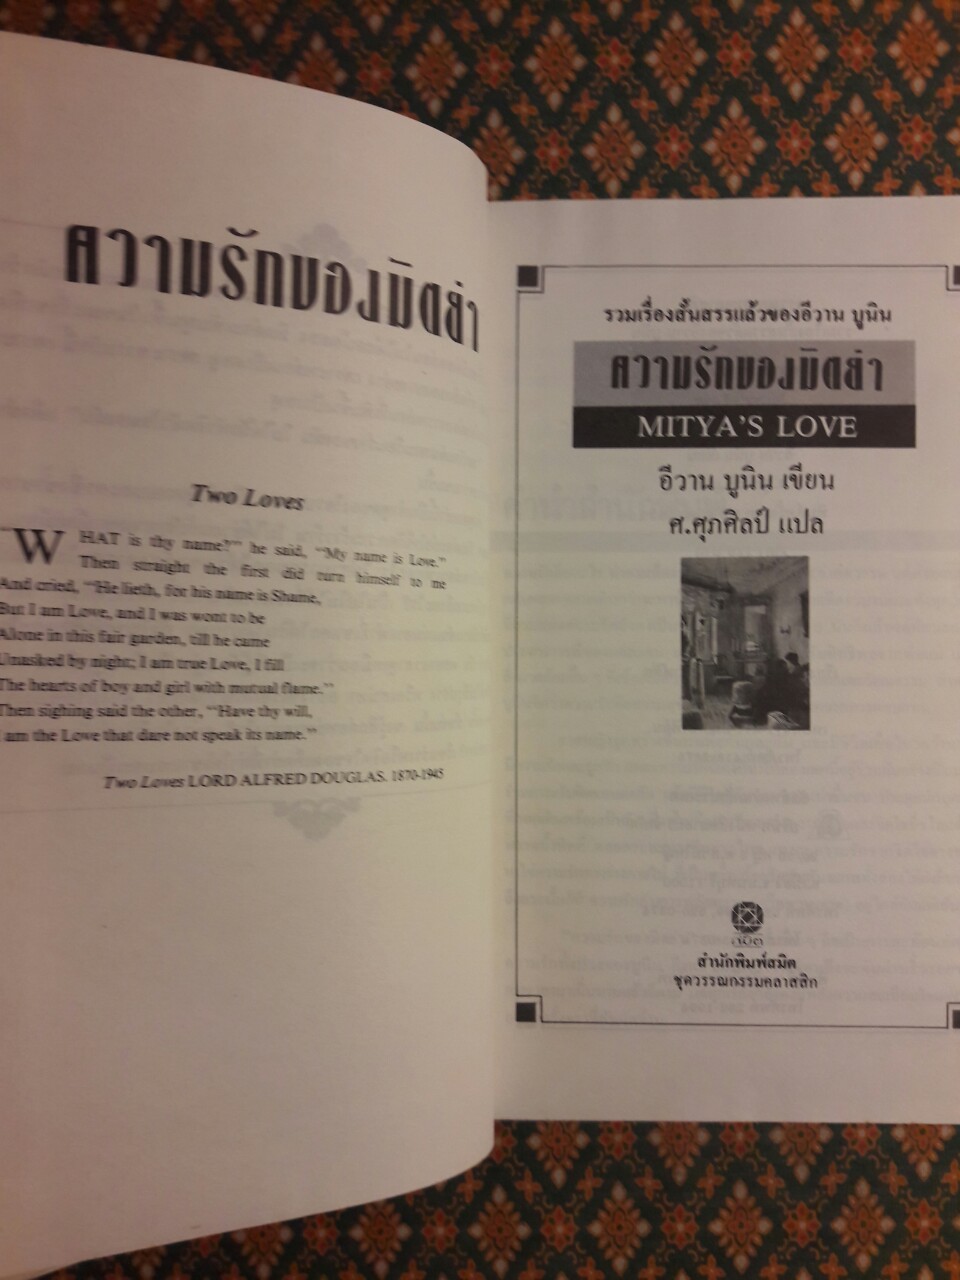 ความรักของมิตย่า
Two Loves
"WHAT is thy name?" he said, "My name is Love."
Then straight the first did turn himself to me
And cried, "He lieth, for his name is Shame,
But I am Love, and I was wont to be
Alone in this fair garden, till he came
Unasked by night; I am true Love, I fill
The hearts of boy and girl with mutual flame."
Then sighing said the other, "Have thy will,
I am the Love that dare not speak its name."
Two Loves LORD ALFRED DOUGLAS. 1870-1945
รวมเรื่องสั้นสรรแล้วของอีวาน บูนิน
ความรักของมิตย่า
MITYA'S LOVE
อีวาน บูนิน เขียน
ศ.ศุภศิลป์ แปล
สำนักพิมพ์สมิต
ชุดวรรณกรรมคลาสสิก